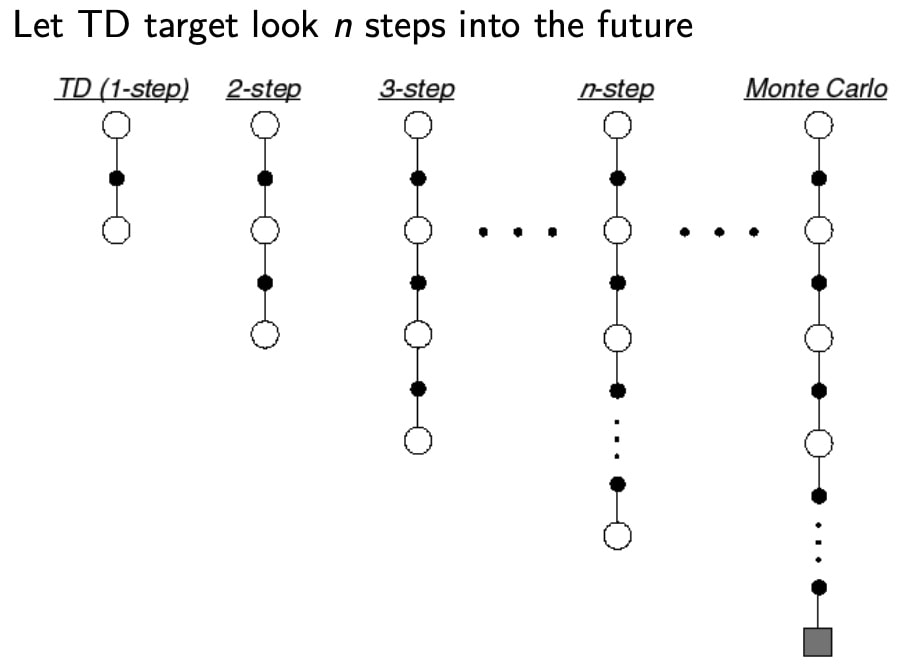 Let TD target look n steps into the future
TD (1-step) 2-step 3-step n-step Monte Carlo